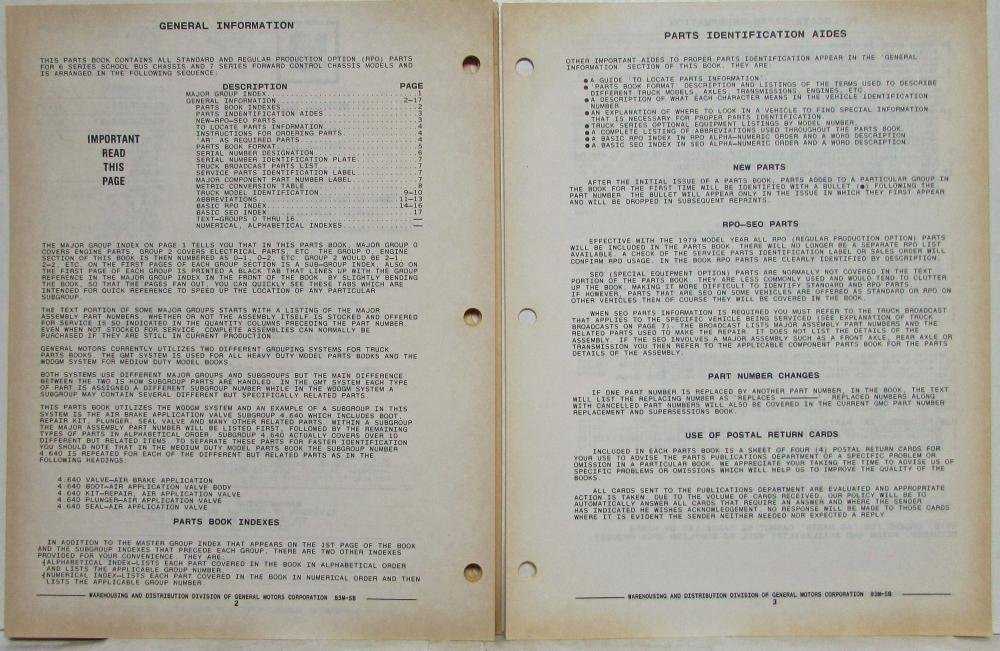 GENERAL INFORMATION
THIS PARTS BOOK CONTAINS ALL STANDARD AND REGULAR PRODUCTION OPTION (RPO) PARTS
FOR 6 SERIES SCHOOL BUS CHASSIS AND 7 SERIES FORWARD CONTROL CHASSIS MODELS AND
IS ARRANGED IN THE FOLLOWING SEQUENCE:
DESCRIPTION PAGE
MAJOR GROUP INDEX 1
GENERAL INFORMATION 2-17
PARTS BOOK INDEXES 2
PARTS INDENTIFICATION AIDES 3
NEW-RPO-SEO PARTS 3
TO LOCATE PARTS INFORMATION 4
INSTRUCTIONS FOR ORDERING PARTS 4
'AR' AS REQUIRED PARTS 4
PARTS BOOK FORMAT 5
SERIAL NUMBER DESIGNATION 6
SERIAL NUMBER IDENTIFICATION PLATE 7
TRUCK BROADCAST PARTS LIST 7
SERVICE PARTS IDENTIFICATION LABEL 7
MAJOR COMPONENT PART NUMBER LABEL 7
METRIC CONVERSION TABLE 8
TRUCK MODEL IDENTIFICATION 9-10
ABBREVIATIONS 11-13
BASIC RPO INDEX 14-16
BASIC SEO INDEX 17
TEXT-GROUPS 0 THRU 16 —
NUMERICAL, ALPHABETICAL INDEXES —
IMPORTANT
READ
THIS
PAGE
THE MAJOR GROUP INDEX ON PAGE 1 TELLS YOU THAT IN THIS PARTS BOOK, MAJOR GROUP 0
COVERS ENGINE PARTS, GROUP 2 COVERS ELECTRICAL PARTS, ETC. THE GROUP 0, ENGINE
SECTION OF THIS BOOK IS THEN NUMBERED AS 0-1, 0-2, ETC. GROUP 2 WOULD BE 2-1,
2-2, ETC. ON THE FIRST PAGES OF EACH GROUP SECTION IS A SUB-GROUP INDEX. ALSO ON
THE FIRST PAGE OF EACH GROUP IS PRINTED A BLACK TAB THAT LINES UP WITH THE GROUP
REFERENCE IN THE MAJOR GROUP INDEX IN THE FRONT OF THE BOOK. BY SLIGHTLY BENDING
THE BOOK, SO THAT THE PAGES FAN OUT, YOU CAN QUICKLY SEE THESE TABS WHICH ARE
INTENDED FOR QUICK REFERENCE TO SPEED UP THE LOCATION OF ANY PARTICULAR
SUBGROUP.
THE TEXT PORTION OF SOME MAJOR GROUPS STARTS WITH A LISTING OF THE MAJOR
ASSEMBLY PART NUMBERS. WHETHER OR NOT THE ASSEMBLY ITSELF IS STOCKED AND OFFERED
FOR SERVICE IS SO INDICATED IN THE QUANTITY COLUMNS PRECEDING THE PART NUMBER.
EVEN WHEN NOT STOCKED FOR SERVICE, COMPLETE ASSEMBLIES CAN NORMALLY BE
PURCHASED IF THEY ARE STILL IN CURRENT PRODUCTION.
GENERAL MOTORS CURRENTLY UTILIZES TWO DIFFERENT GROUPING SYSTEMS FOR TRUCK
PARTS BOOKS. THE GMT SYSTEM IS USED FOR ALL HEAVY DUTY MODEL PARTS BOOKS AND THE
WDDGM SYSTEM FOR MEDIUM DUTY MODEL BOOKS.
BOTH SYSTEMS USE DIFFERENT MAJOR GROUPS AND SUBGROUPS BUT THE MAIN DIFFERENCE
BETWEEN THE TWO IS HOW SUBGROUP PARTS ARE HANDLED. IN THE GMT SYSTEM EACH TYPE
OF PART IS ASSIGNED A DIFFERENT SUBGROUP NUMBER WHILE IN THE WDDGM SYSTEM A
SUBGROUP MAY CONTAIN SEVERAL DIFFERENT BUT SPECIFICALLY RELATED PARTS.
THIS PARTS BOOK UTILIZES THE WDDGM SYSTEM AND AN EXAMPLE OF A SUBGROUP IN THIS
SYSTEM IS THE AIR BRAKE APPLICATION VALVE SUBGROUP 4.640 WHICH INCLUDES BOOT,
REPAIR KIT, PLUNGER, SEAL VALVE AND MANY OTHER RELATED PARTS. WITHIN A SUBGROUP
THE MAJOR ASSEMBLY PART NUMBER WILL BE LISTED FIRST, FOLLOWED BY THE REMAINING
TYPES OF PARTS IN ALPHABETICAL ORDER. SUBGROUP 4.640 ACTUALLY COVERS OVER 10
DIFFERENT BUT RELATED ITEMS. TO SEPARATE THESE PARTS FOR FASTER IDENTIFICATION
YOU SHOULD NOTE THAT IN THE MEDIUM DUTY MODEL PARTS BOOK THE SUBGROUP NUMBER
4.640 IS REPEATED FOR EACH OF THE DIFFERENT BUT RELATED PARTS AS IN THE
FOLLOWING HEADINGS:
4.640 VALVE-AIR BRAKE APPLICATION
4.640 BOOT-AIR APPLICATION VALVE BODY
4.640 KIT-REPAIR, AIR APPLICATION VALVE
4.640 PLUNGER-AIR APPLICATION VALVE
4.640 SEAL-AIR APPLICATION VALVE
PARTS BOOK INDEXES
IN ADDITION TO THE MASTER GROUP INDEX THAT APPEARS ON THE 1ST PAGE OF THE BOOK
AND THE SUBGROUP INDEXES THAT PRECEDE EACH GROUP, THERE ARE TWO OTHER INDEXES
PROVIDED FOR YOUR CONVENIENCE. THEY ARE:
ALPHABETICAL INDEX-LISTS EACH PART COVERED IN THE BOOK IN ALPHABETICAL ORDER
AND LISTS THE APPLICABLE GROUP NUMBER.
NUMERICAL INDEX-LISTS EACH PART COVERED IN THE BOOK IN NUMERICAL ORDER AND THEN
LISTS THE APPLICABLE GROUP NUMBER.
WAREHOUSING AND DISTRIBUTION DIVISION OF GENERAL MOTORS CORPORATION 83M-SB
2
PARTS IDENTIFICATION AIDES
OTHER IMPORTANT AIDES TO PROPER PARTS IDENTIFICATION APPEAR IN THE 'GENERAL
INFORMATION' SECTION OF THIS BOOK. THEY ARE:
● A GUIDE 'TO LOCATE PARTS INFORMATION'.
● 'PARTS BOOK FORMAT' DESCRIPTION AND LISTINGS OF THE TERMS USED TO DESCRIBE
DIFFERENT TRUCK MODELS, AXLES, TRANSMISSIONS, ENGINES, ETC.
● A DESCRIPTION OF WHAT EACH CHARACTER MEANS IN THE VEHICLE IDENTIFICATION
NUMBER.
● AN EXPLANATION OF WHERE TO LOOK IN A VEHICLE TO FIND SPECIAL INFORMATION
THAT IS NECESSARY FOR PROPER PARTS IDENTIFICATION.
● TRUCK SERIES OPTIONAL EQUIPMENT LISTINGS BY MODEL NUMBER.
● A COMPLETE LISTING OF ABBREVIATIONS USED THROUGHOUT THE PARTS BOOK.
● A BASIC RPO INDEX IN RPO ALPHA-NUMERIC ORDER AND A WORD DESCRIPTION.
● A BASIC SEO INDEX IN SEO ALPHA-NUMERIC ORDER AND A WORD DESCRIPTION.
NEW PARTS
AFTER THE INITIAL ISSUE OF A PARTS BOOK, PARTS ADDED TO A PARTICULAR GROUP IN
THE BOOK FOR THE FIRST TIME WILL BE IDENTIFIED WITH A BULLET (●) FOLLOWING THE
PART NUMBER. THE BULLET WILL APPEAR ONLY IN THE ISSUE IN WHICH THEY FIRST APPEAR
AND WILL BE DROPPED IN SUBSEQUENT REPRINTS.
RPO-SEO PARTS
EFFECTIVE WITH THE 1979 MODEL YEAR ALL RPO (REGULAR PRODUCTION OPTION) PARTS
WILL BE INCLUDED IN THE PARTS BOOK. THERE WILL NO LONGER BE A SEPARATE RPO LIST
AVAILABLE. A CHECK OF THE SERVICE PARTS IDENTIFICATION LABEL OR SALES ORDER WILL
CONFIRM RPO USAGE. IN THE BOOK RPO PARTS ARE CLEARLY IDENTIFIED BY DESCRIPTION.
SEO (SPECIAL EQUIPMENT OPTION) PARTS ARE NORMALLY NOT COVERED IN THE TEXT
PORTION OF THE PARTS BOOK. THEY ARE LESS COMMONLY USED AND WOULD TEND TO CLUTTER
UP THE BOOK, MAKING IT MORE DIFFICULT TO IDENTIFY STANDARD AND RPO PARTS.
IF HOWEVER, PARTS THAT ARE SEO ON SOME VEHICLES ARE OFFERED AS STANDARD OR RPO ON
OTHER VEHICLES THEN OF COURSE THEY WILL BE COVERED IN THE BOOK.
WHEN SEO PARTS INFORMATION IS REQUIRED YOU MUST REFER TO THE TRUCK BROADCAST
THAT APPLIES TO THE SPECIFIC VEHICLE BEING SERVICED (SEE EXPLANATION OF TRUCK
BROADCASTS ON PAGE 7). THE BROADCAST LISTS MAJOR ASSEMBLY PART NUMBERS AND THE
RELATED PARTS USED TO MAKE THE REPAIR. IT DOES NOT LIST THE DETAILS OF THE
ASSEMBLY. IF THE SEO INVOLVES A MAJOR ASSEMBLY SUCH AS A FRONT AXLE, REAR AXLE OR
TRANSMISSION YOU THEN REFER TO THE APPLICABLE COMPONENT PARTS BOOK FOR THE PARTS
DETAILS OF THE ASSEMBLY.
PART NUMBER CHANGES
IF ONE PART NUMBER IS REPLACED BY ANOTHER PART NUMBER, IN THE BOOK, THE TEXT
WILL LIST THE REPLACING NUMBER AS 'REPLACES ————'. REPLACED NUMBERS ALONG
WITH CANCELLED PART NUMBERS WILL ALSO BE COVERED IN THE CURRENT GMC PART NUMBER
REPLACEMENT AND SUPERSESSIONS BOOK.
USE OF POSTAL RETURN CARDS
INCLUDED IN EACH PARTS BOOK IS A SHEET OF FOUR (4) POSTAL RETURN CARDS FOR
YOUR USE TO ADVISE THE PARTS PUBLICATIONS DEPARTMENT OF A SPECIFIC PROBLEM OR
OMISSION IN A PARTICULAR BOOK. WE APPRECIATE YOUR TAKING THE TIME TO ADVISE US OF
SPECIFIC PROBLEMS OR OMISSIONS WHICH WILL HELP US TO IMPROVE THE QUALITY OF THE
BOOKS.
ALL CARDS SENT TO THE PUBLICATIONS DEPARTMENT ARE EVALUATED AND APPROPRIATE
ACTION IS TAKEN. DUE TO THE VOLUME OF CARDS RECEIVED, OUR POLICY WILL BE TO
AUTOMATICALLY ANSWER ALL CARDS THAT REQUIRE AN ANSWER AND WHERE THE SENDER
HAS INDICATED HE WISHES ACKNOWLEDGEMENT. NO RESPONSE WILL BE MADE TO THOSE CARDS
WHERE IT IS EVIDENT THE SENDER NEITHER NEEDED NOR EXPECTED A REPLY.
WAREHOUSING AND DISTRIBUTION DIVISION OF GENERAL MOTORS CORPORATION 83M-SB
3